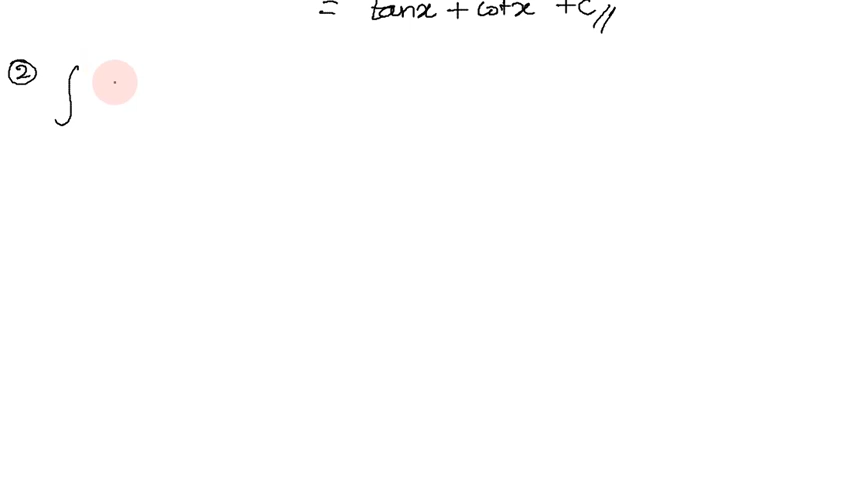 = tanx + cotx + C//
② ∫